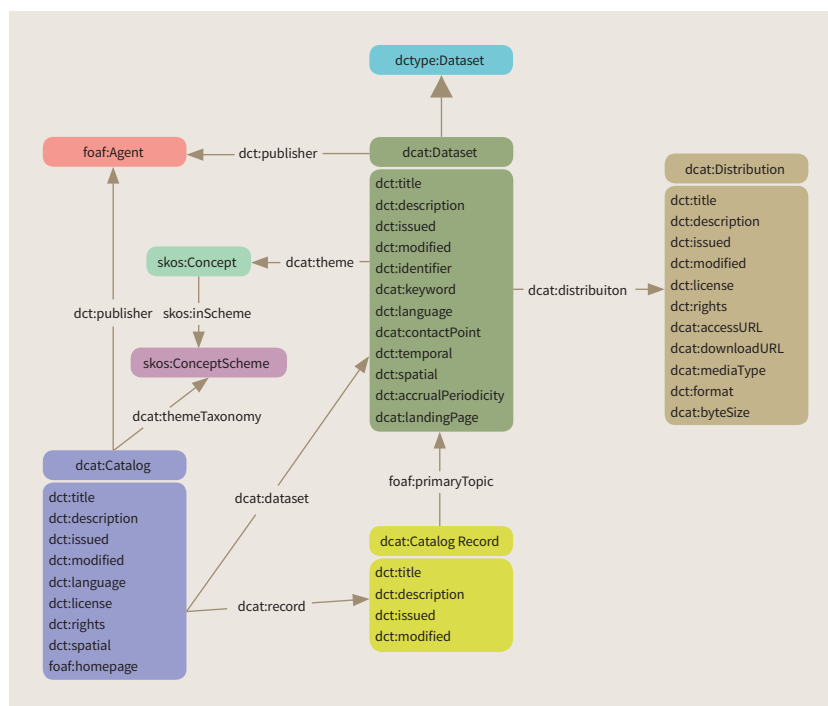 dctype:Dataset
foaf:Agent
dct:publisher
dcat:Dataset
dct:title
dct:description
dct:issued
dct:modified
dct:identifier
dcat:keyword
dct:language
dcat:contactPoint
dct:temporal
dct:spatial
dct:accrualPeriodicity
dcat:landingPage
dcat:Distribution
dct:title
dct:description
dct:issued
dct:modified
dct:license
dct:rights
dcat:accessURL
dcat:downloadURL
dcat:mediaType
dct:format
dcat:byteSize
skos:Concept
dcat:theme
dcat:distribuiton
dct:publisher
skos:inScheme
skos:ConceptScheme
dcat:themeTaxonomy
dcat:Catalog
dct:title
dct:description
dct:issued
dct:modified
dct:language
dct:license
dct:rights
dct:spatial
foaf:homepage
dcat:dataset
foaf:primaryTopic
dcat:record
dcat:Catalog Record
dct:title
dct:description
dct:issued
dct:modified